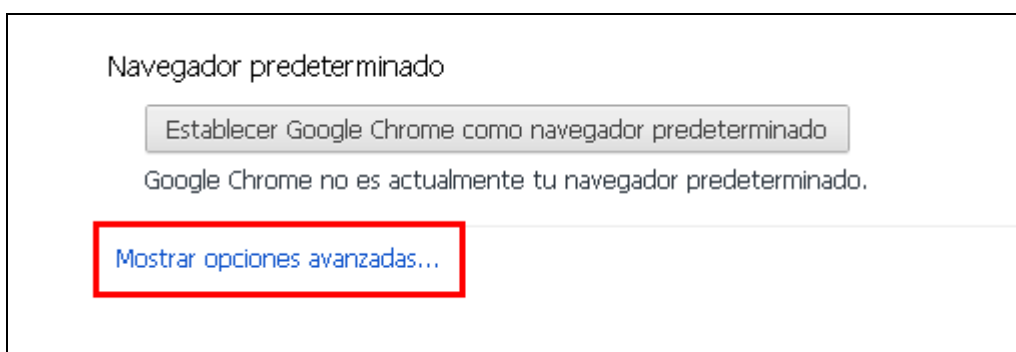 Navegador predeterminado
Establecer Google Chrome como navegador predeterminado
Google Chrome no es actualmente tu navegador predeterminado.
Mostrar opciones avanzadas...